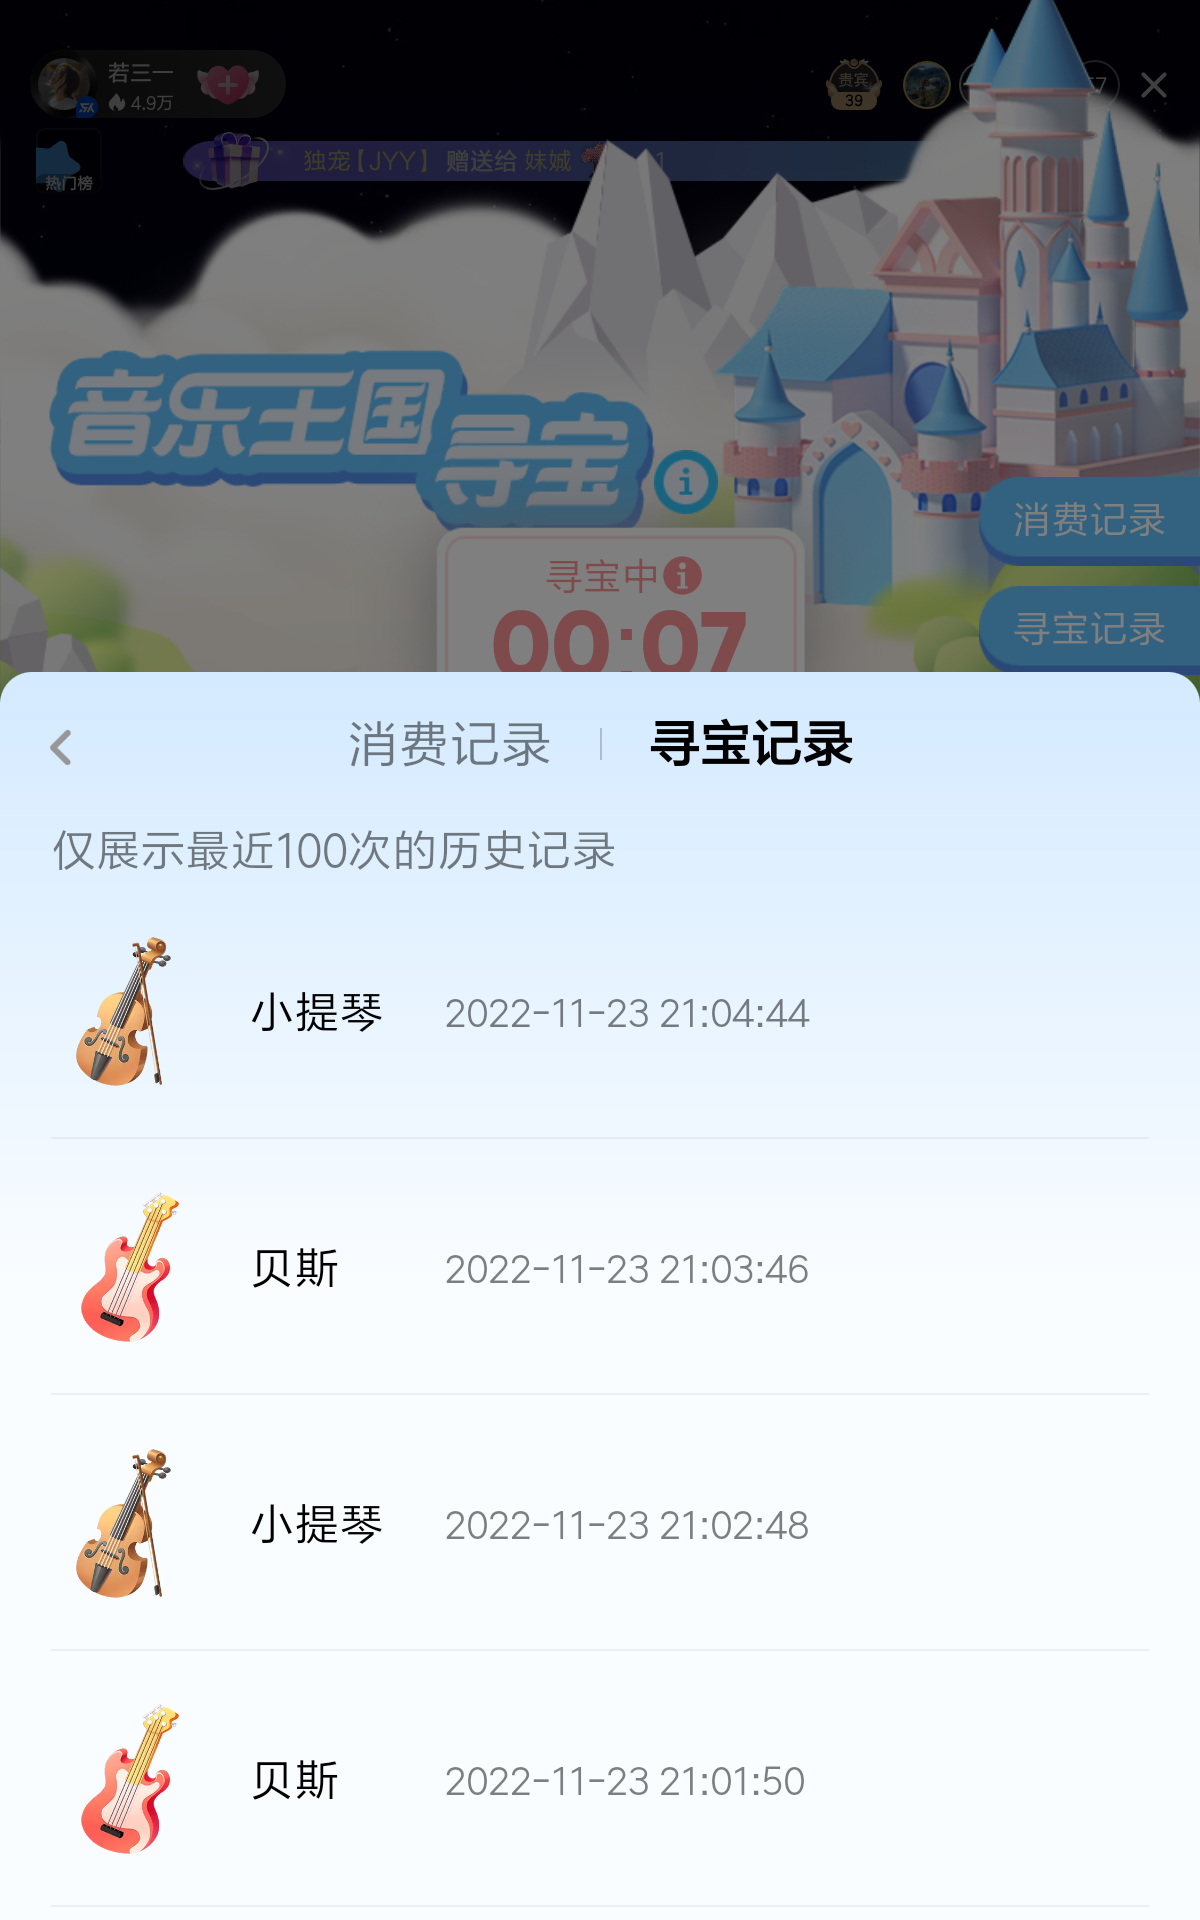 若三一
4.9万
贵宾
39
热门榜
独宠【JYY】 赠送给 妹娍
音乐王国
寻宝
消费记录
寻宝中
00:07
寻宝记录
消费记录
寻宝记录
仅展示最近100次的历史记录
小提琴 2022-11-23 21:04:44
贝斯 2022-11-23 21:03:46
小提琴 2022-11-23 21:02:48
贝斯 2022-11-23 21:01:50